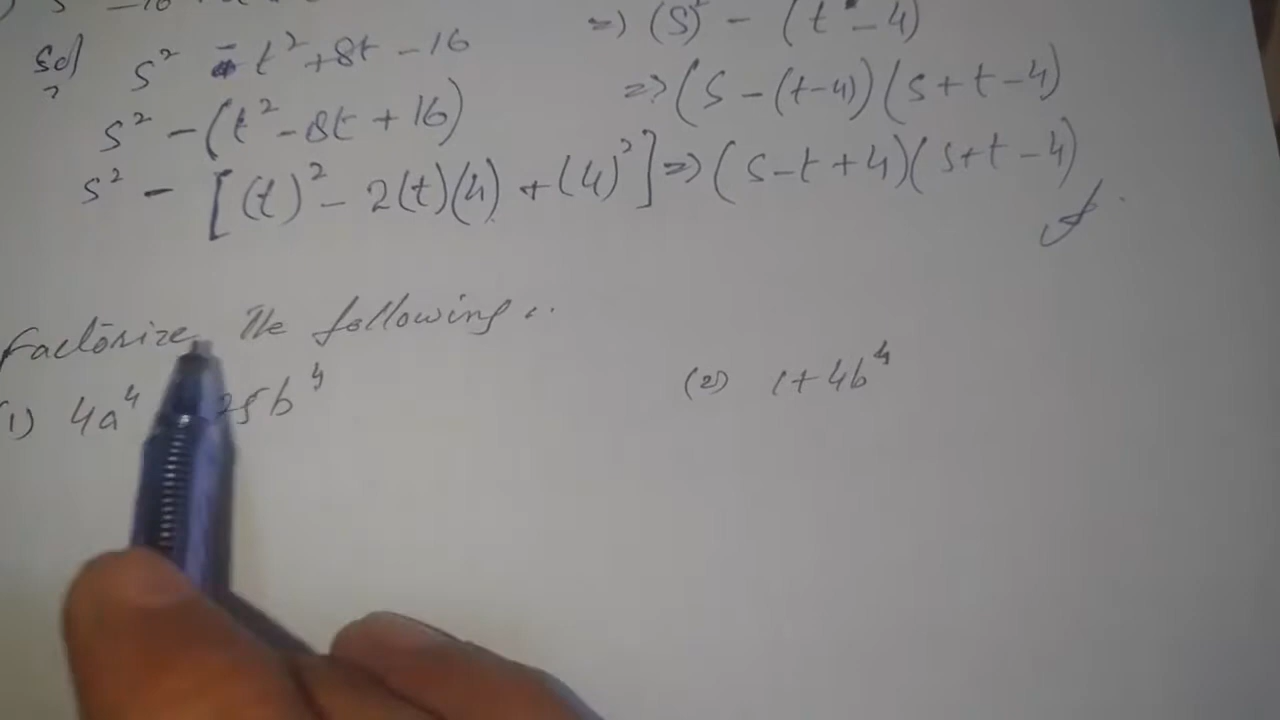 Sol
s² - t² + 8t - 16
s² - (t² - 8t + 16)
s² - [(t)² - 2(t)(4) + (4)²]
=> (s)² - (t - 4)
=> (s - (t-4)) (s + t - 4)
=> (s - t + 4)(s + t - 4)
Factorize the following :.
(1) 4a⁴ 25b⁴
(2) 1 + 4b⁴